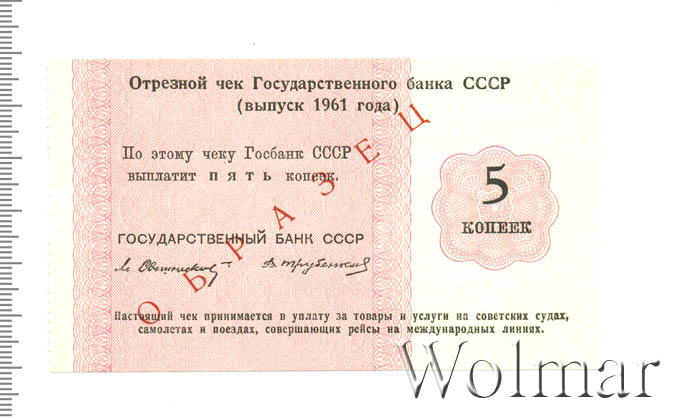 Отрезной чек Государственного банка СССР
(выпуск 1961 года)
По этому чеку Госбанк СССР
выплатит пять копеек.
ОБРАЗЕЦ
5
КОПЕЕК
ГОСУДАРСТВЕННЫЙ БАНК СССР
Настоящий чек принимается в уплату за товары и услуги на советских судах,
самолетах и поездах, совершающих рейсы на международных линиях.
Wolmar